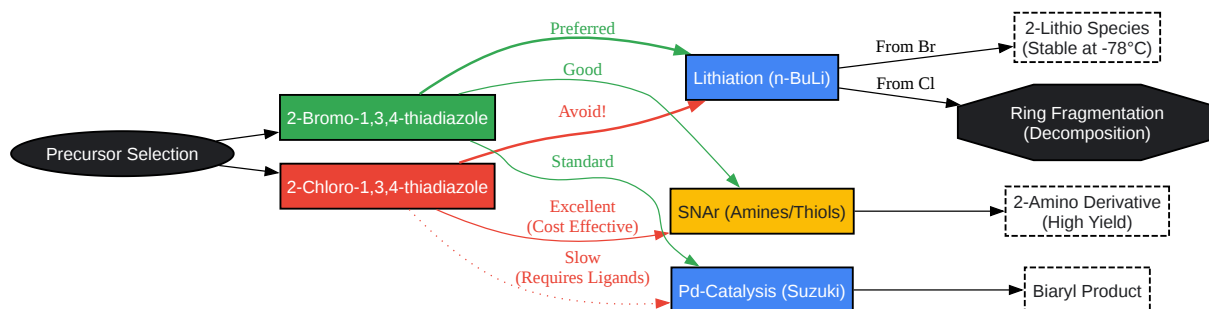 Precursor Selection
2-Bromo-1,3,4-thiadiazole
2-Chloro-1,3,4-thiadiazole
Preferred
Good
Avoid!
Standard
Excellent
(Cost Effective)
Slow
(Requires Ligands)
Lithiation (n-BuLi)
SNAr (Amines/Thiols)
Pd-Catalysis (Suzuki)
From Br
From Cl
2-Lithio Species
(Stable at -78°C)
Ring Fragmentation
(Decomposition)
2-Amino Derivative
(High Yield)
Biaryl Product